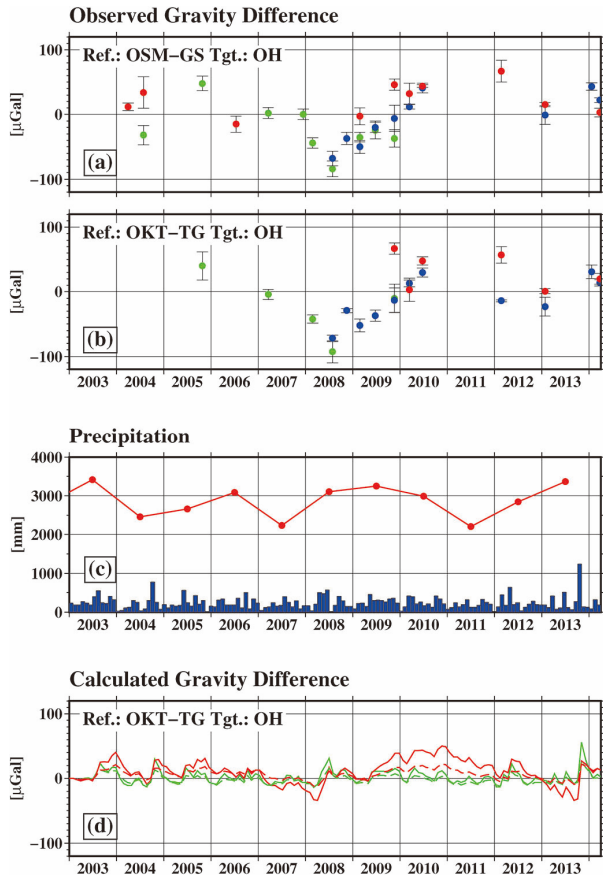 Observed Gravity Difference
100
Ref.: OSM−GS Tgt.: OH
[μGal]
0
(a)
−100
100
Ref.: OKT−TG Tgt.: OH
[μGal]
0
(b)
−100
2003 2004 2005 2006 2007 2008 2009 2010 2011 2012 2013
Precipitation
4000
3000
[mm]
2000
1000
(c)
0
2003 2004 2005 2006 2007 2008 2009 2010 2011 2012 2013
Calculated Gravity Difference
100
Ref.: OKT−TG Tgt.: OH
[μGal]
0
(d)
−100
2003 2004 2005 2006 2007 2008 2009 2010 2011 2012 2013